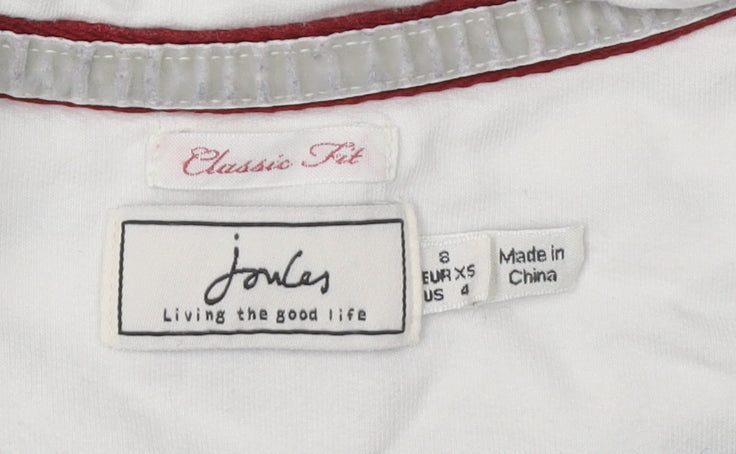 Classic Fit
Joules
Living the good life
8
EUR XS
US 4
Made in
China